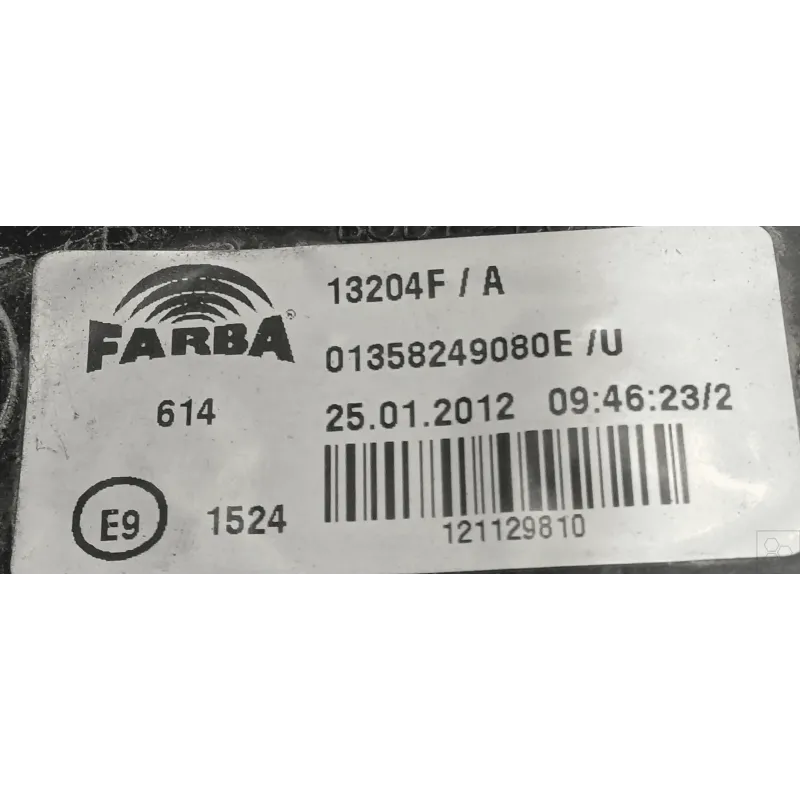 FARBA®
13204F / A
01358249080E /U
614
25.01.2012 09:46:23/2
E9
1524
121129810